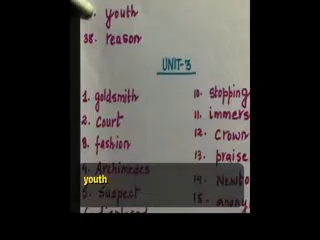 youth
38. reason
UNIT-3
1. goldsmith
2. Court
3. fashion
4. Archimedes
5. Suspect
10. stopping
11. immers
12. Crown
13. praise
14. Newto
15.
youth